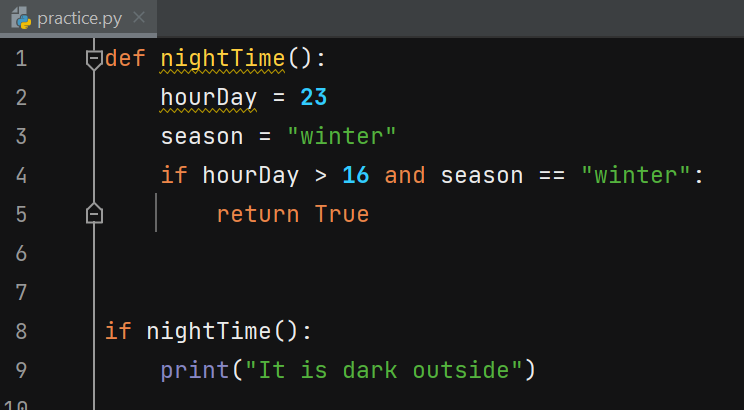 practice.py
1 def nightTime():
2     hourDay = 23
3     season = "winter"
4     if hourDay > 16 and season == "winter":
5         return True
6
7
8 if nightTime():
9     print("It is dark outside")
10